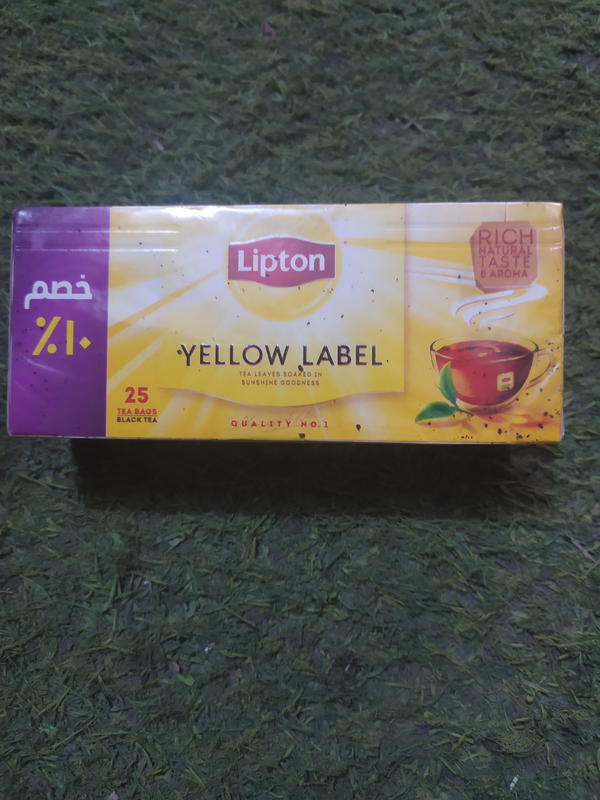 خصم
٪١٠
Lipton
YELLOW LABEL
TEA LEAVES SOAKED IN
SUNSHINE GOODNESS
25
TEA BAGS
BLACK TEA
QUALITY NO.1
RICH
NATURAL
TASTE
& AROMA